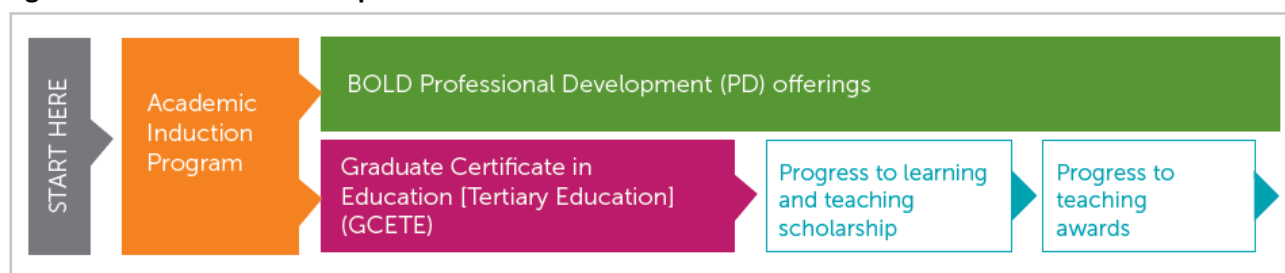 START HERE
Academic
Induction
Program
BOLD Professional Development (PD) offerings
Graduate Certificate in
Education [Tertiary Education]
(GCETE)
Progress to learning
and teaching
scholarship
Progress to
teaching
awards